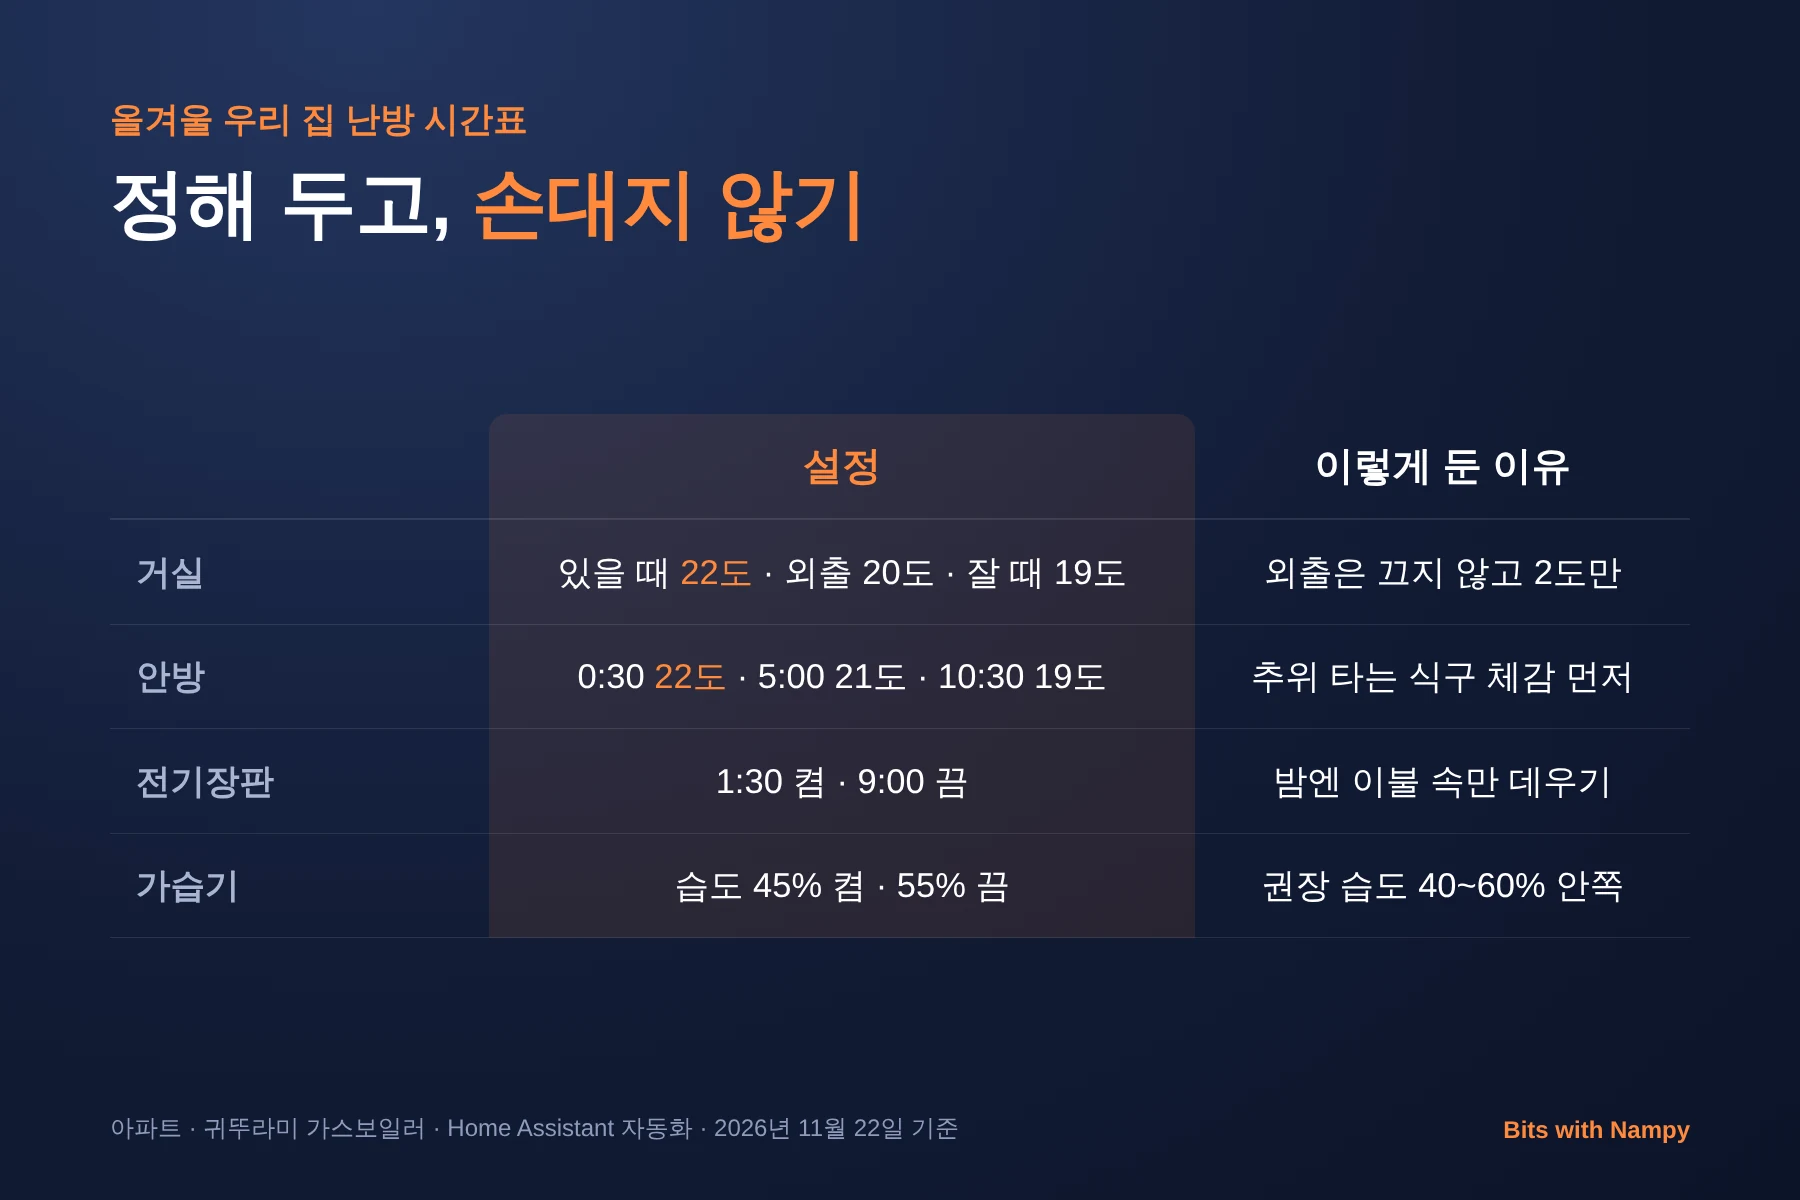 올겨울 우리 집 난방 시간표
정해 두고, 손대지 않기
설정 이렇게 둔 이유
거실 있을 때 22도 · 외출 20도 · 잘 때 19도 외출은 끄지 않고 2도만
안방 0:30 22도 · 5:00 21도 · 10:30 19도 추위 타는 식구 체감 먼저
전기장판 1:30 켬 · 9:00 끔 밤엔 이불 속만 데우기
가습기 습도 45% 켬 · 55% 끔 권장 습도 40~60% 안쪽
아파트 · 귀뚜라미 가스보일러 · Home Assistant 자동화 · 2026년 11월 22일 기준
Bits with Nampy